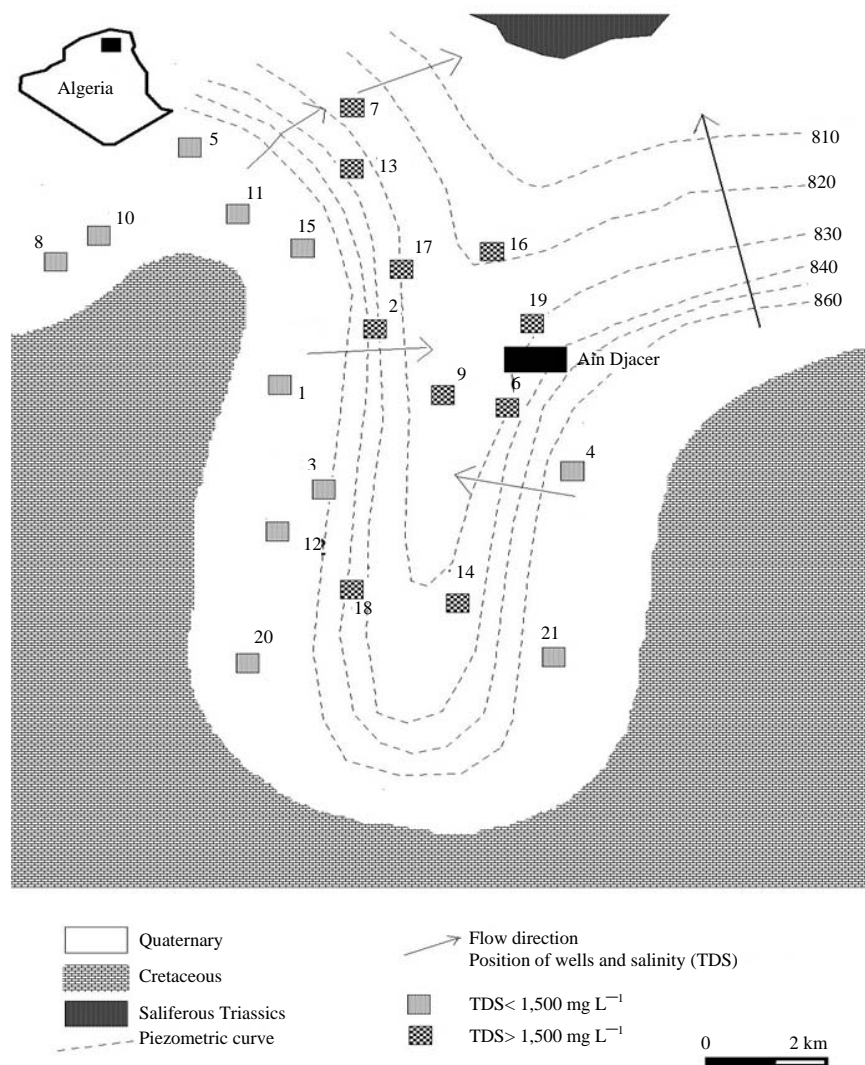 Algeria
5
7
13
11
10
8
15
17
16
2
19
1
9
6
4
3
12
18
14
20
21
810
820
830
840
860
Ain Djacer
Quaternary
Cretaceous
Saliferous Triassics
Piezometric curve
Flow direction
Position of wells and salinity (TDS)
TDS< 1,500 mg L⁻¹
TDS> 1,500 mg L⁻¹
0 2 km